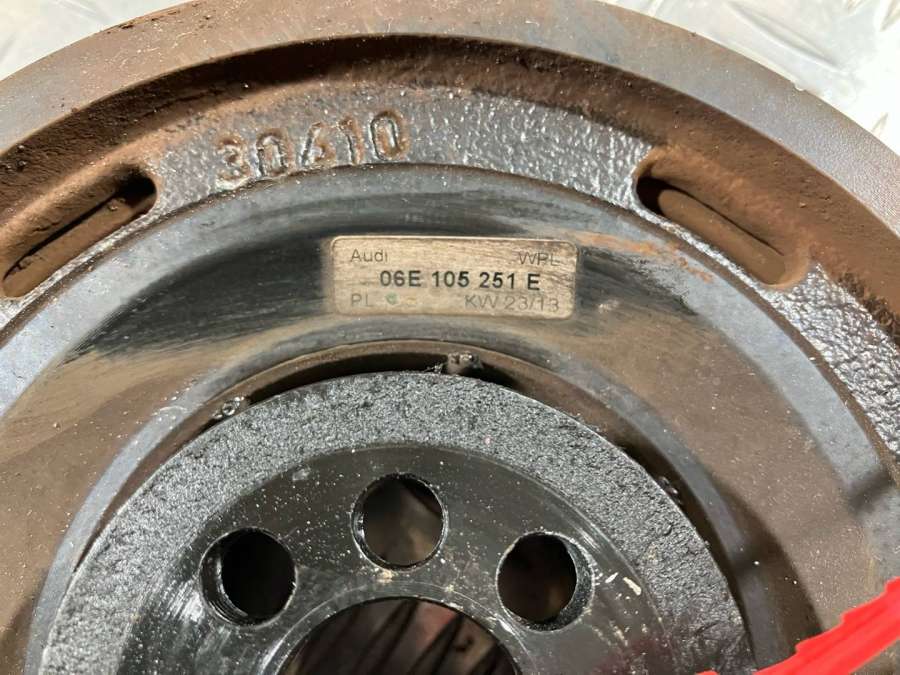 30410
Audi WPL
06E 105 251 E
PL KW 23/13